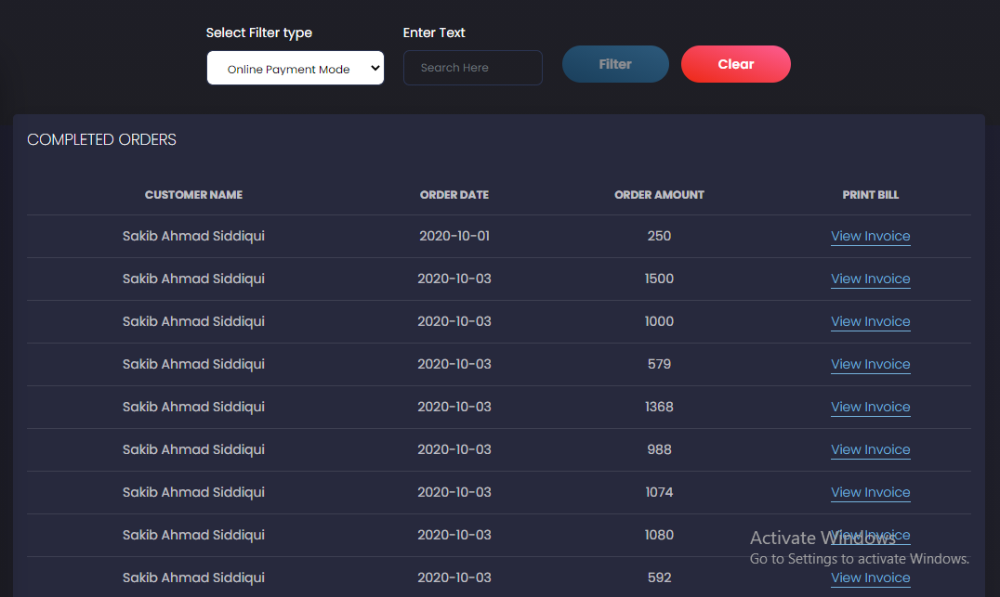 Select Filter type Enter Text
Online Payment Mode Search Here Filter Clear
COMPLETED ORDERS
CUSTOMER NAME ORDER DATE ORDER AMOUNT PRINT BILL
Sakib Ahmad Siddiqui 2020-10-01 250 View Invoice
Sakib Ahmad Siddiqui 2020-10-03 1500 View Invoice
Sakib Ahmad Siddiqui 2020-10-03 1000 View Invoice
Sakib Ahmad Siddiqui 2020-10-03 579 View Invoice
Sakib Ahmad Siddiqui 2020-10-03 1368 View Invoice
Sakib Ahmad Siddiqui 2020-10-03 988 View Invoice
Sakib Ahmad Siddiqui 2020-10-03 1074 View Invoice
Sakib Ahmad Siddiqui 2020-10-03 1080 View Invoice
Activate Windows
Go to Settings to activate Windows.
Sakib Ahmad Siddiqui 2020-10-03 592 View Invoice